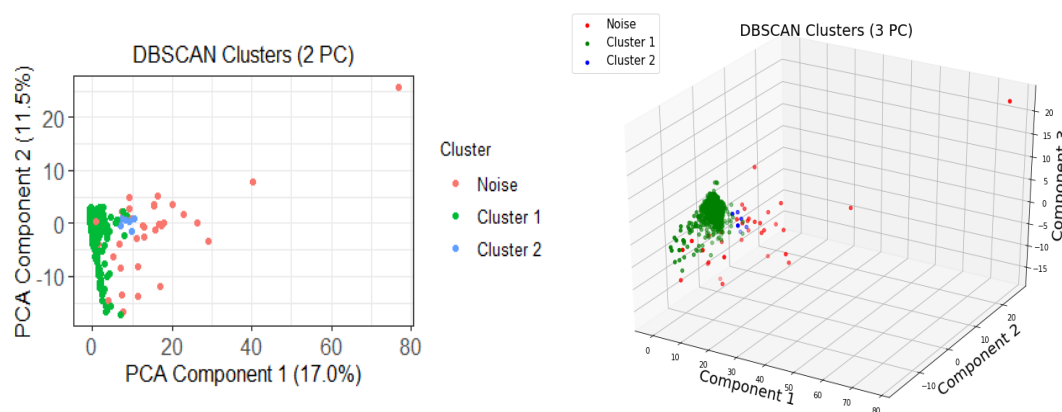 DBSCAN Clusters (2 PC)
PCA Component 2 (11.5%)
20
10
0
-10
0
20
40
60
80
PCA Component 1 (17.0%)
Cluster
Noise
Cluster 1
Cluster 2
Noise
Cluster 1
Cluster 2
DBSCAN Clusters (3 PC)
20
15
10
5
0
-5
-10
-15
Component 3
20
10
0
-10
Component 2
0
10
20
30
40
50
60
70
80
Component 1